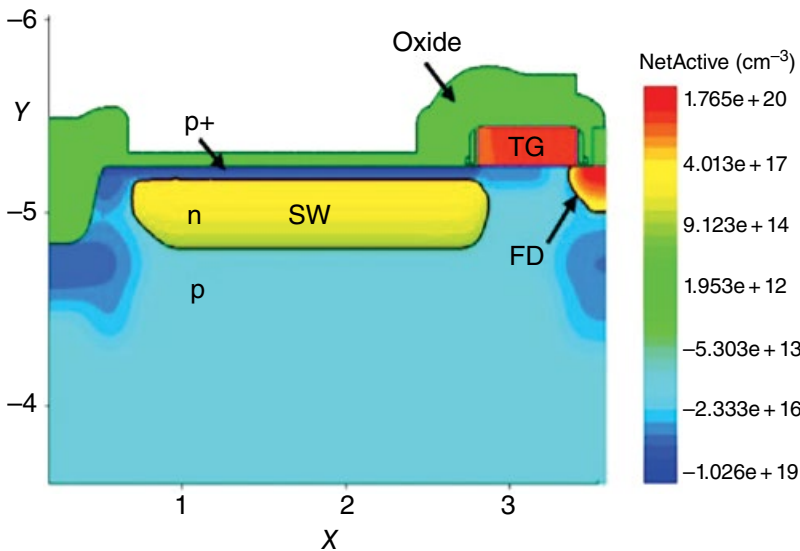 −6
Oxide
NetActive (cm⁻³)
1.765e + 20
Y
p+
TG
4.013e + 17
−5
n
SW
9.123e + 14
FD
p
1.953e + 12
−5.303e + 13
−4
−2.333e + 16
−1.026e + 19
1
2
3
X